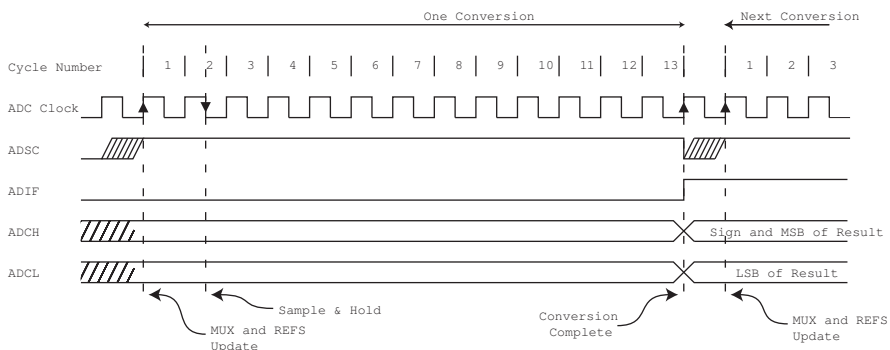 One Conversion
Next Conversion
Cycle Number 1 2 3 4 5 6 7 8 9 10 11 12 13 1 2 3
ADC Clock
ADSC
ADIF
ADCH
Sign and MSB of Result
ADCL
LSB of Result
Sample & Hold
MUX and REFS
Update
Conversion
Complete
MUX and REFS
Update